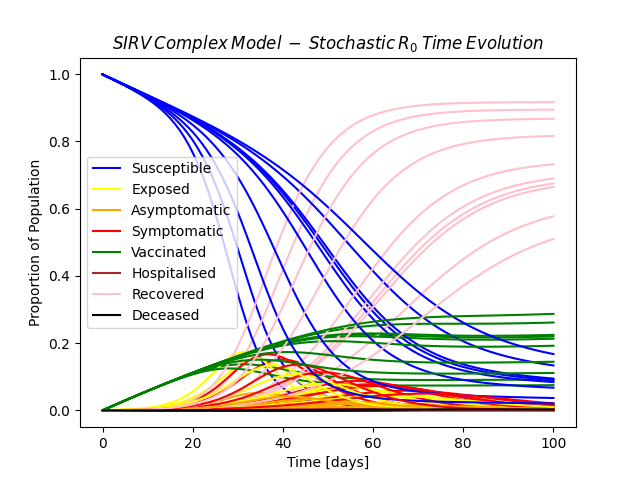 SIRV Complex Model − Stochastic R₀ Time Evolution
1.0
0.8
0.6
0.4
0.2
0.0
Proportion of Population
Susceptible
Exposed
Asymptomatic
Symptomatic
Vaccinated
Hospitalised
Recovered
Deceased
0 20 40 60 80 100
Time [days]